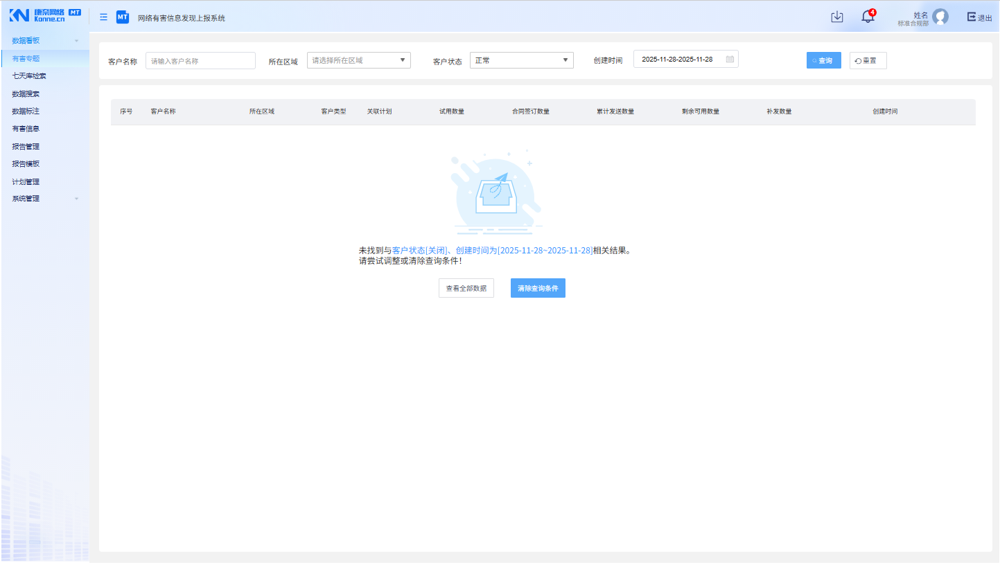 康奈网络 MT
Konne.cn
MT 网络有害信息发现上报系统
4
姓名
标准合规部
退出
数据看板
有害专题
七天库检索
数据搜索
数据标注
有害信息
报告管理
报告模板
计划管理
系统管理
客户名称 请输入客户名称 所在区域 请选择所在区域 客户状态 正常 创建时间 2025-11-28-2025-11-28 查询 重置
序号 客户名称 所在区域 客户类型 关联计划 试用数量 合同签订数量 累计发送数量 剩余可用数量 补发数量 创建时间
未找到与客户状态[关闭]、创建时间为[2025-11-28~2025-11-28]相关结果。
请尝试调整或清除查询条件！
查看全部数据 清除查询条件